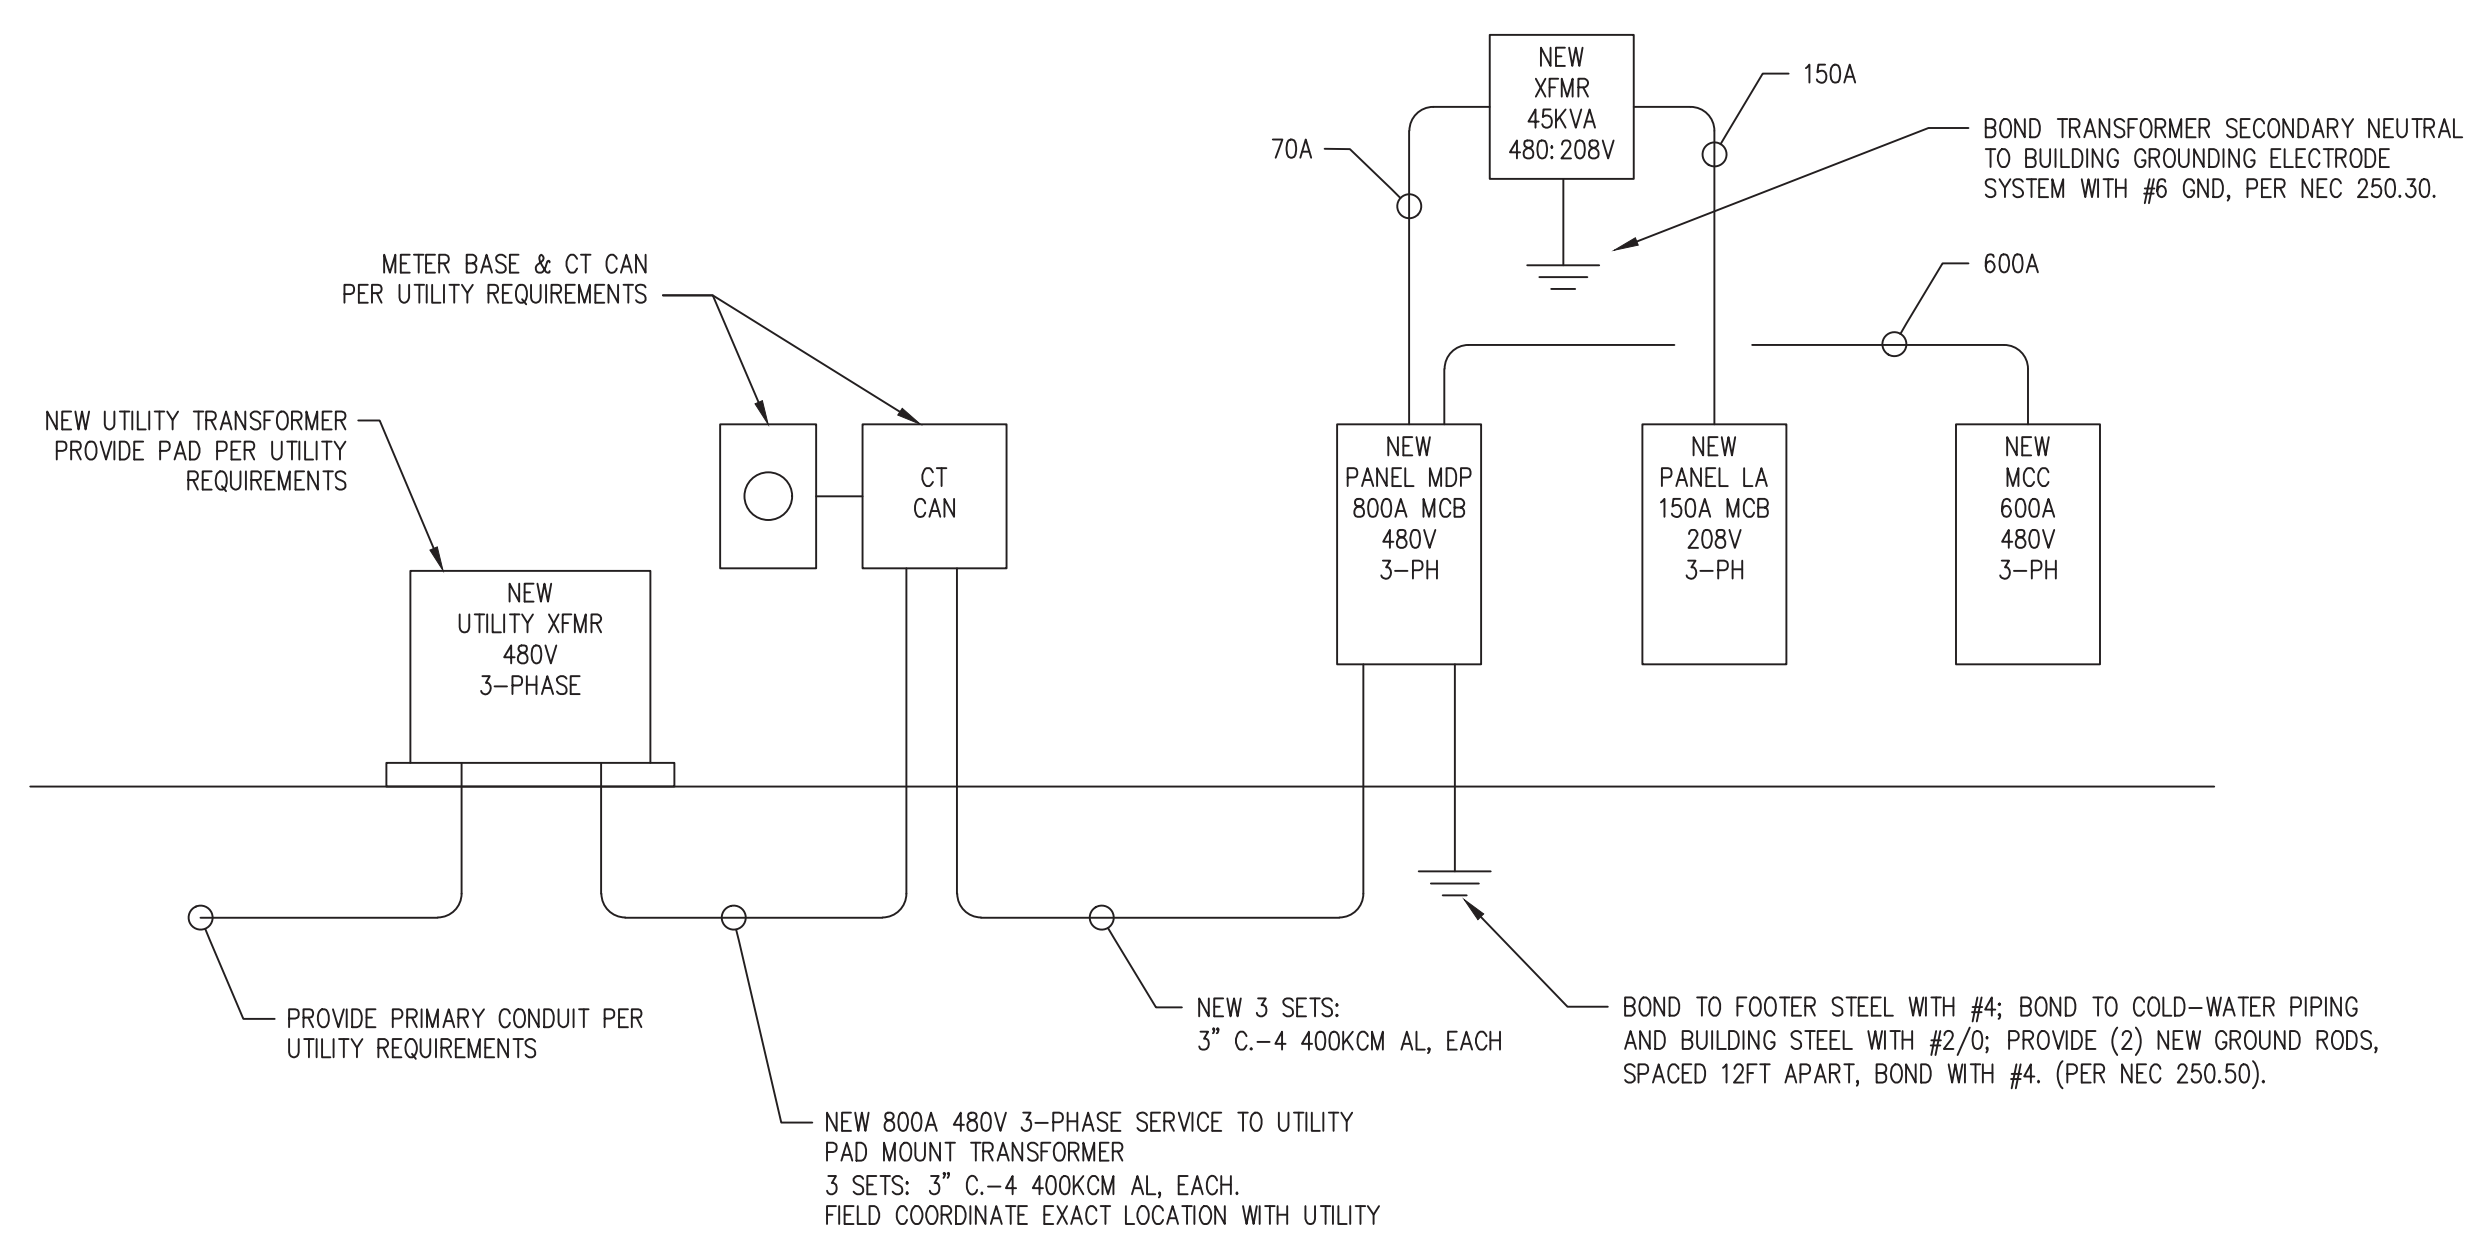 NEW
XFMR
45KVA
480:208V
150A
70A
BOND TRANSFORMER SECONDARY NEUTRAL
TO BUILDING GROUNDING ELECTRODE
SYSTEM WITH #6 GND, PER NEC 250.30.
METER BASE & CT CAN
PER UTILITY REQUIREMENTS
600A
NEW UTILITY TRANSFORMER
PROVIDE PAD PER UTILITY
REQUIREMENTS
CT
CAN
NEW
PANEL MDP
800A MCB
480V
3-PH
NEW
PANEL LA
150A MCB
208V
3-PH
NEW
MCC
600A
480V
3-PH
NEW
UTILITY XFMR
480V
3-PHASE
PROVIDE PRIMARY CONDUIT PER
UTILITY REQUIREMENTS
NEW 3 SETS:
3" C.-4 400KCM AL, EACH
BOND TO FOOTER STEEL WITH #4; BOND TO COLD-WATER PIPING
AND BUILDING STEEL WITH #2/0; PROVIDE (2) NEW GROUND RODS,
SPACED 12FT APART, BOND WITH #4. (PER NEC 250.50).
NEW 800A 480V 3-PHASE SERVICE TO UTILITY
PAD MOUNT TRANSFORMER
3 SETS: 3" C.-4 400KCM AL, EACH.
FIELD COORDINATE EXACT LOCATION WITH UTILITY